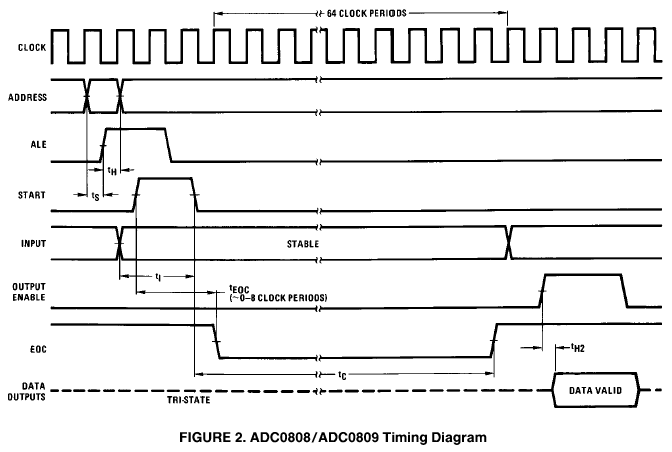 64 CLOCK PERIODS
CLOCK
ADDRESS
ALE
tH
tS
START
INPUT
STABLE
tI
tEOC
(~0–8 CLOCK PERIODS)
OUTPUT
ENABLE
EOC
tH2
tC
DATA
OUTPUTS
TRI-STATE
DATA VALID
FIGURE 2. ADC0808/ADC0809 Timing Diagram